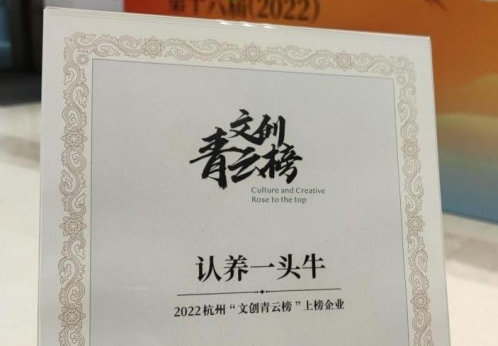 第十六届(2022)
文创
青云榜
Culture and Creative
Rose to the top
认养一头牛
2022杭州“文创青云榜”上榜企业